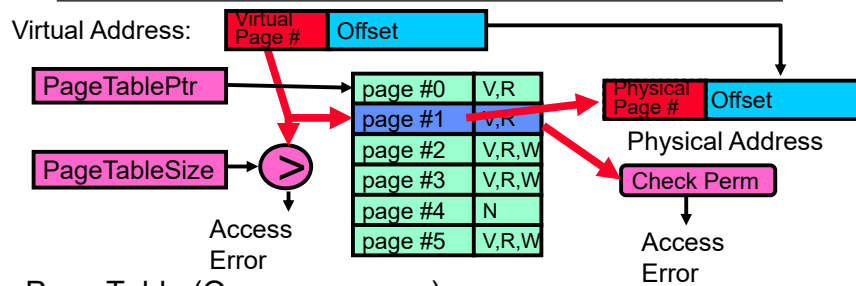 Virtual Address:
Virtual
Page #
Offset
PageTablePtr
page #0 V,R
page #1 V,R
page #2 V,R,W
page #3 V,R,W
page #4 N
page #5 V,R,W
Physical
Page #
Offset
Physical Address
PageTableSize
>
Check Perm
Access
Error
Access
Error